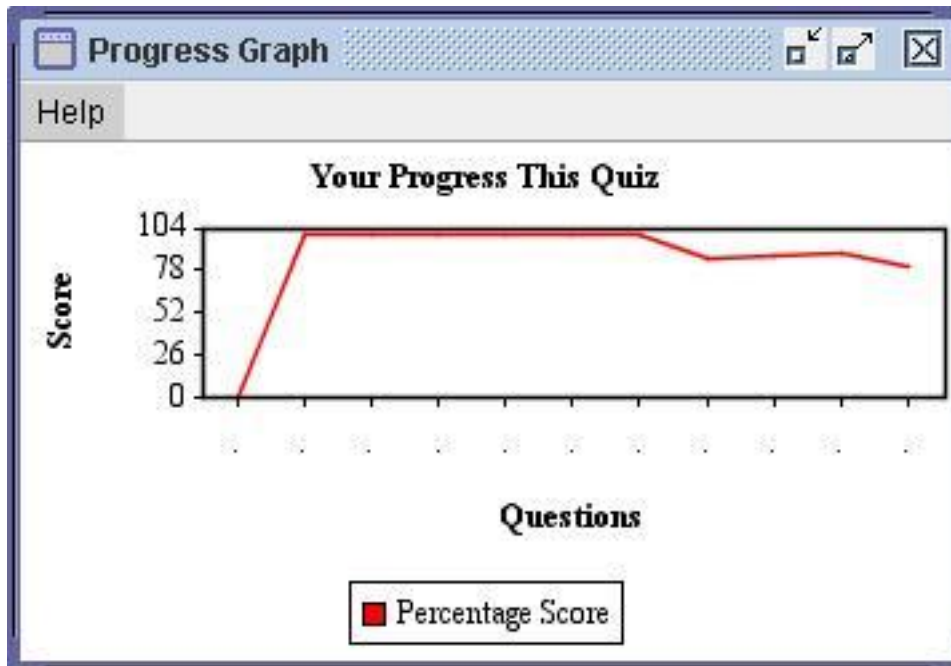 Progress Graph
Help
Your Progress This Quiz
104
78
52
26
0
Score
Questions
Percentage Score